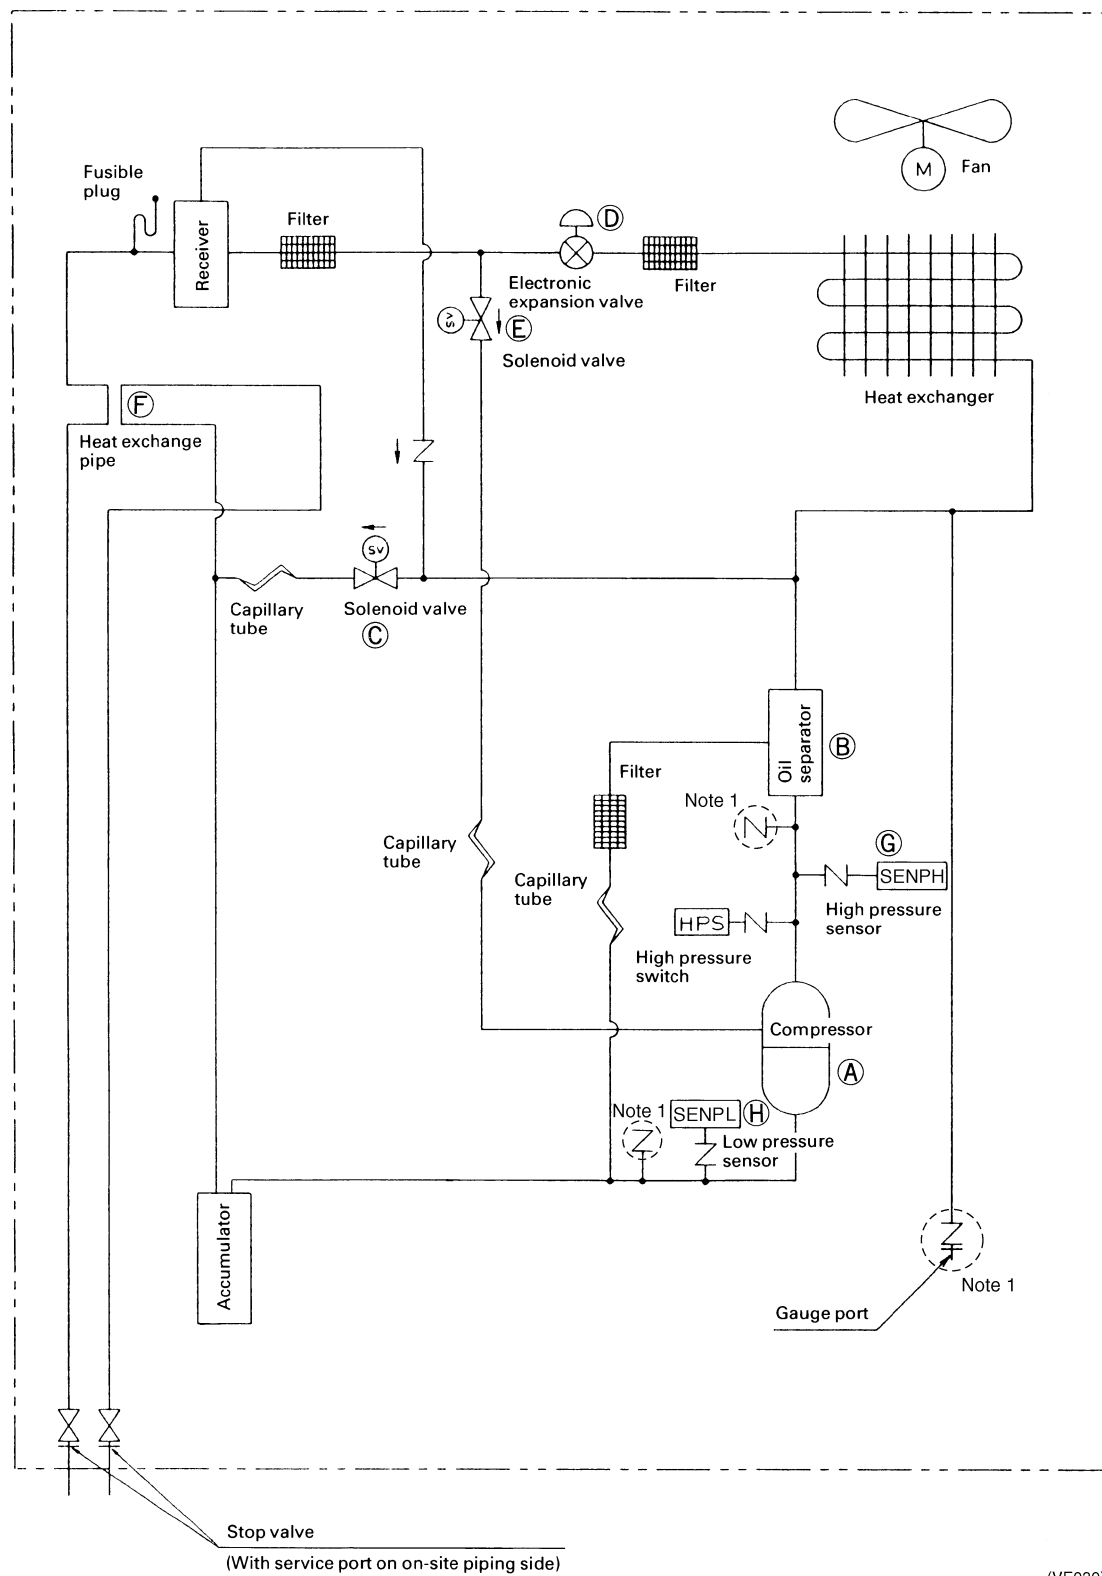 Fusible
plug
Receiver
Filter
D
M
Fan
Electronic
expansion valve
Filter
SV
E
Solenoid valve
Heat exchanger
F
Heat exchange
pipe
SV
Capillary
tube
Solenoid valve
C
Oil
separator
B
Filter
Note 1
Capillary
tube
Capillary
tube
G
SENPH
High pressure
sensor
HPS
High pressure
switch
Compressor
A
Note 1
SENPL
H
Low pressure
sensor
Accumulator
Note 1
Gauge port
Stop valve
(With service port on on-site piping side)